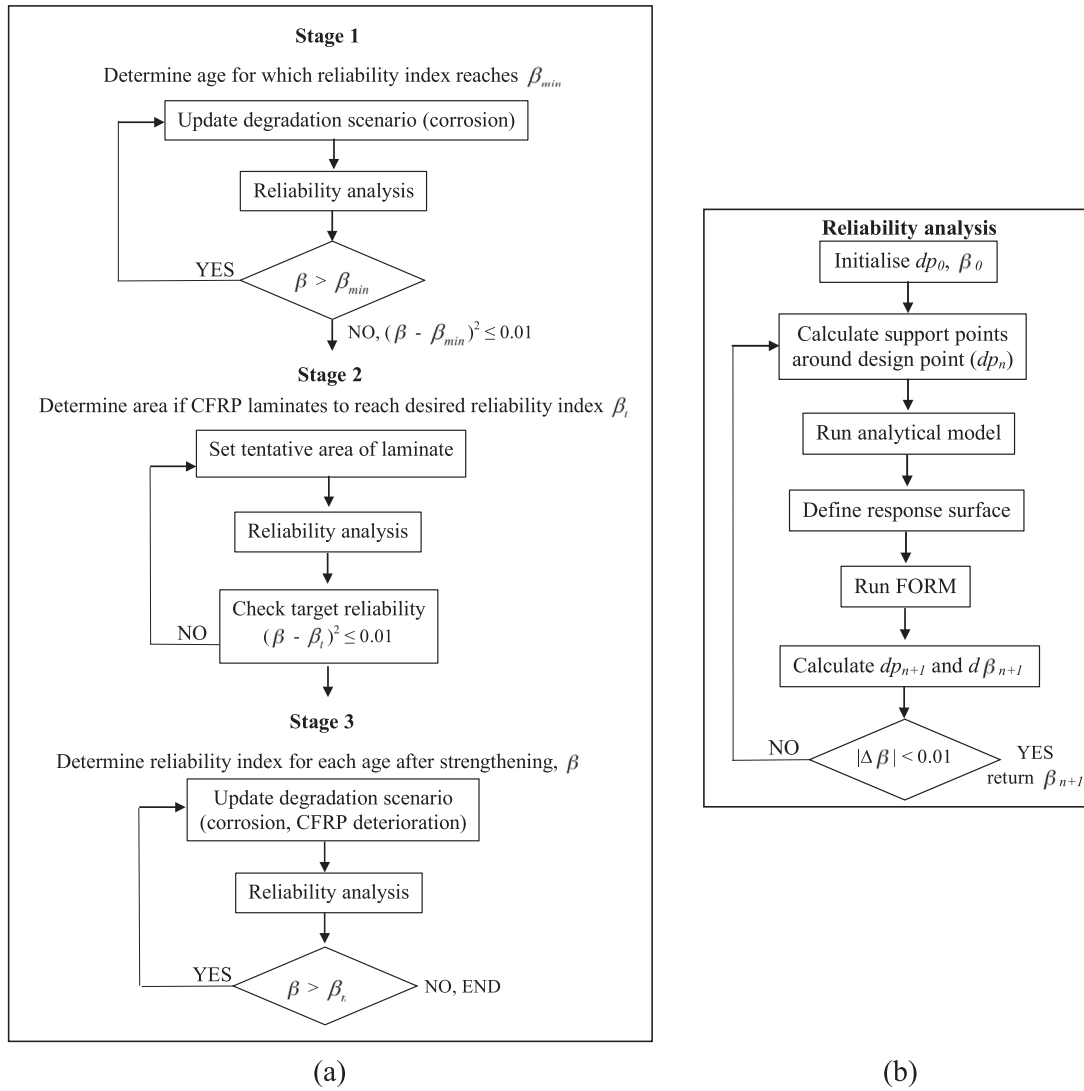 Stage 1
Determine age for which reliability index reaches β_min
Update degradation scenario (corrosion)
Reliability analysis
YES
β > β_min
NO, (β - β_min)² ≤ 0.01
Stage 2
Determine area if CFRP laminates to reach desired reliability index β_t
Set tentative area of laminate
Reliability analysis
Check target reliability
(β - β_t)² ≤ 0.01
NO
Stage 3
Determine reliability index for each age after strengthening, β
Update degradation scenario
(corrosion, CFRP deterioration)
Reliability analysis
YES
β > β
NO, END
(a)
Reliability analysis
Initialise dp_0, β_0
Calculate support points
around design point (dp_n)
Run analytical model
Define response surface
Run FORM
Calculate dp_n+1 and dβ_n+1
NO
|Δβ| < 0.01
YES
return β_n+1
(b)